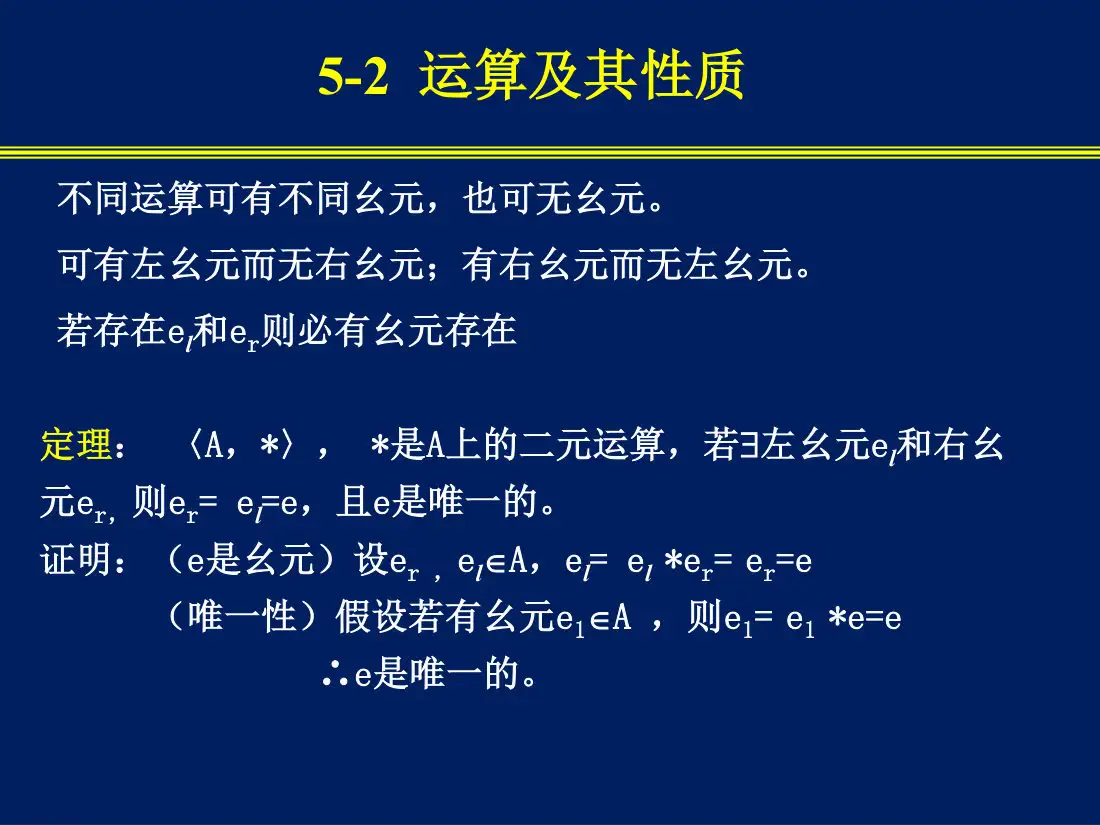 5-2 运算及其性质
不同运算可有不同幺元，也可无幺元。
可有左幺元而无右幺元；有右幺元而无左幺元。
若存在eₗ和eᵣ则必有幺元存在
定理： 〈A，*〉， *是A上的二元运算，若∃左幺元eₗ和右幺
元eᵣ, 则eᵣ= eₗ=e，且e是唯一的。
证明：（e是幺元）设eᵣ , eₗ∈A，eₗ= eₗ *eᵣ= eᵣ=e
（唯一性）假设若有幺元e₁∈A ，则e₁= e₁ *e=e
∴e是唯一的。